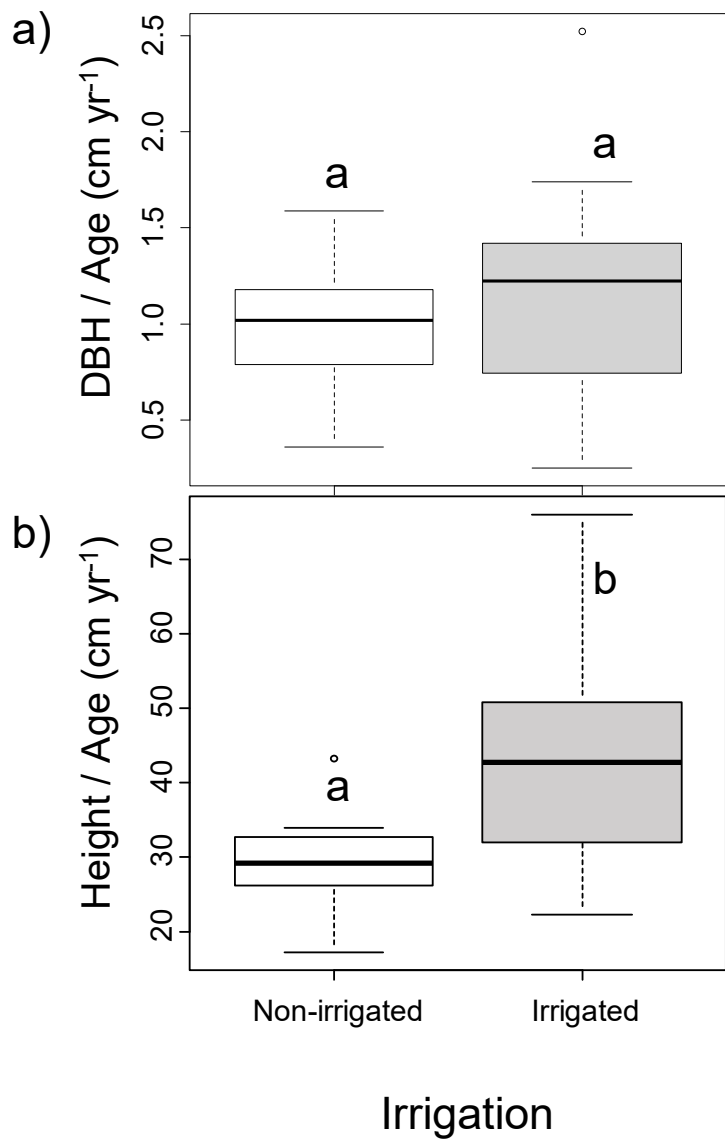 a)
DBH / Age (cm yr⁻¹)
2.5
2.0
1.5
1.0
0.5
a
a
b)
Height / Age (cm yr⁻¹)
70
60
50
40
30
20
a
b
Non-irrigated
Irrigated
Irrigation